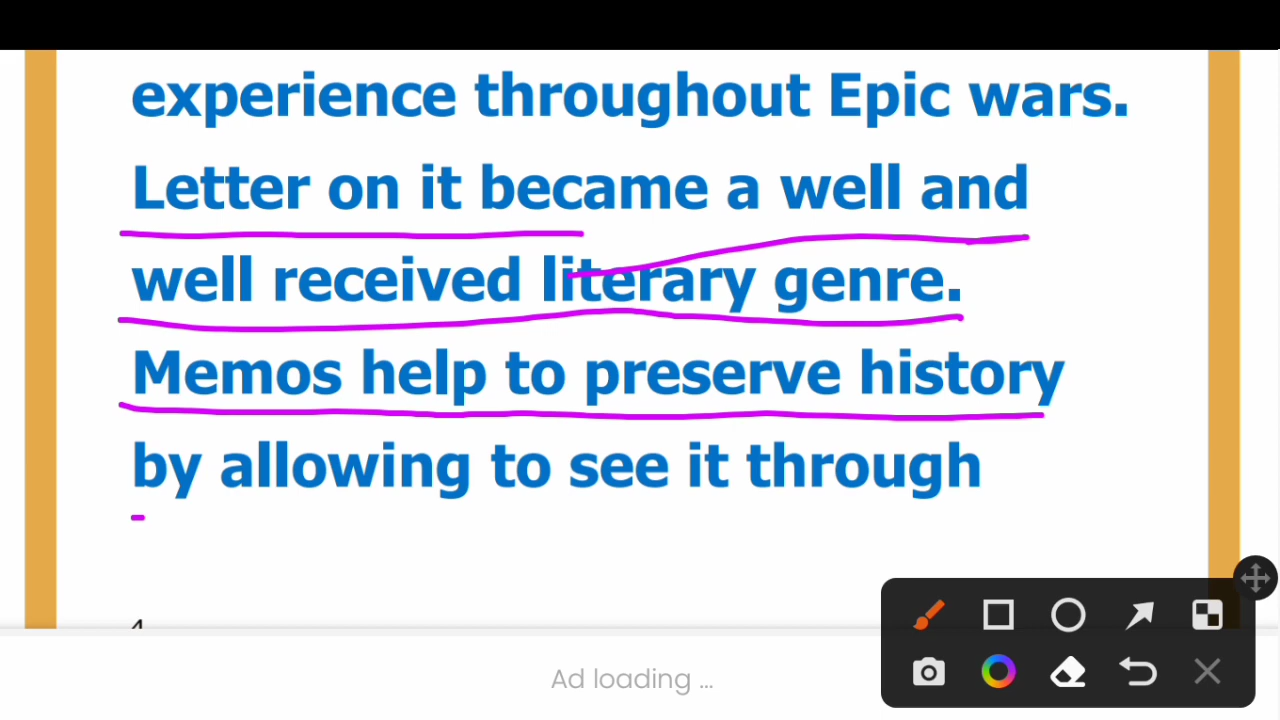 experience throughout Epic wars.
Letter on it became a well and
well received literary genre.
Memos help to preserve history
by allowing to see it through
4
Ad loading ...